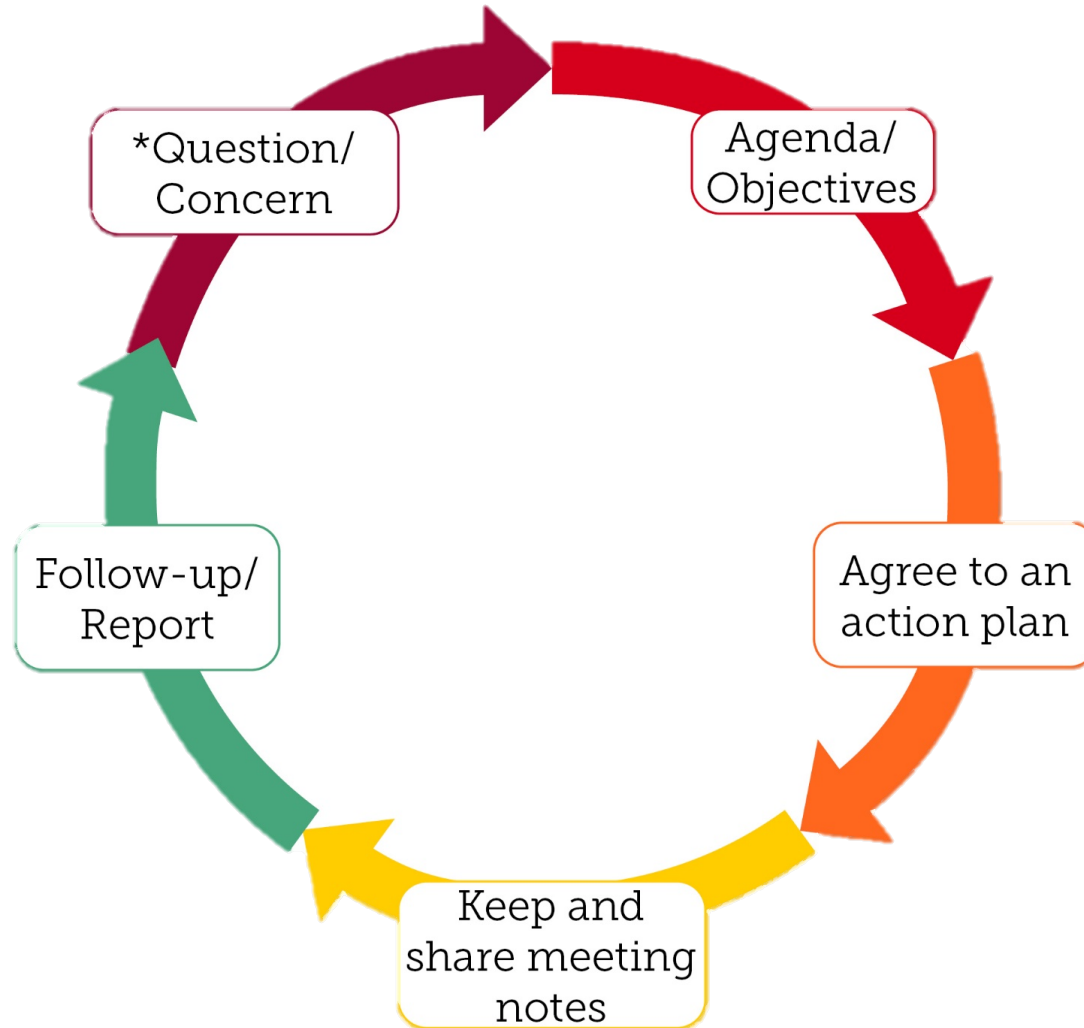 *Question/
Concern
Agenda/
Objectives
Agree to an
action plan
Keep and
share meeting
notes
Follow-up/
Report